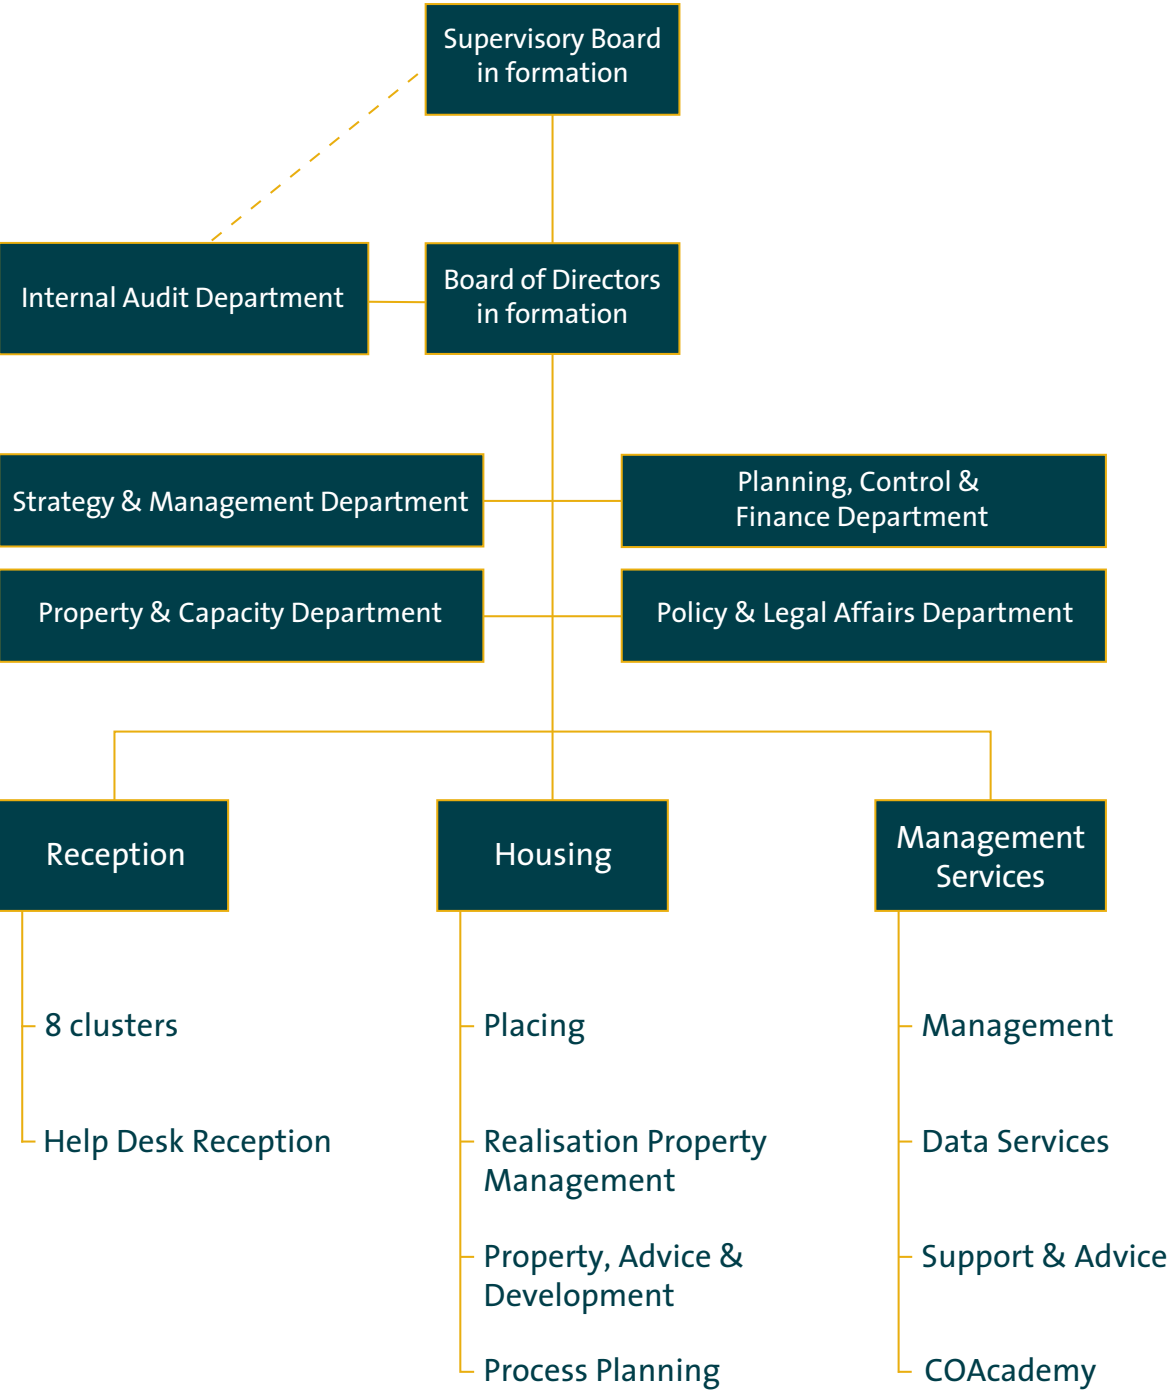 Supervisory Board
in formation
Internal Audit Department
Board of Directors
in formation
Strategy & Management Department
Planning, Control &
Finance Department
Property & Capacity Department
Policy & Legal Affairs Department
Reception
Housing
Management
Services
8 clusters
Help Desk Reception
Placing
Realisation Property
Management
Property, Advice &
Development
Process Planning
Management
Data Services
Support & Advice
COAcademy